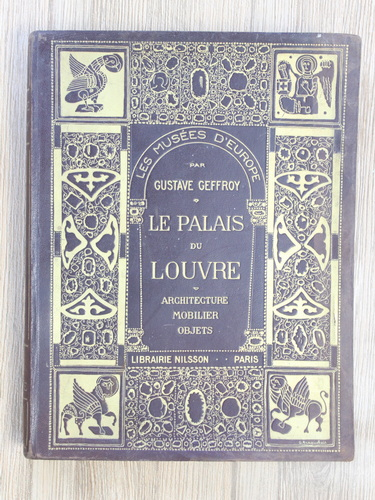 LES MUSÉES D'EUROPE
PAR
GUSTAVE GEFFROY
LE PALAIS
DU
LOUVRE
ARCHITECTURE
MOBILIER
OBJETS
LIBRAIRIE NILSSON · · PARIS